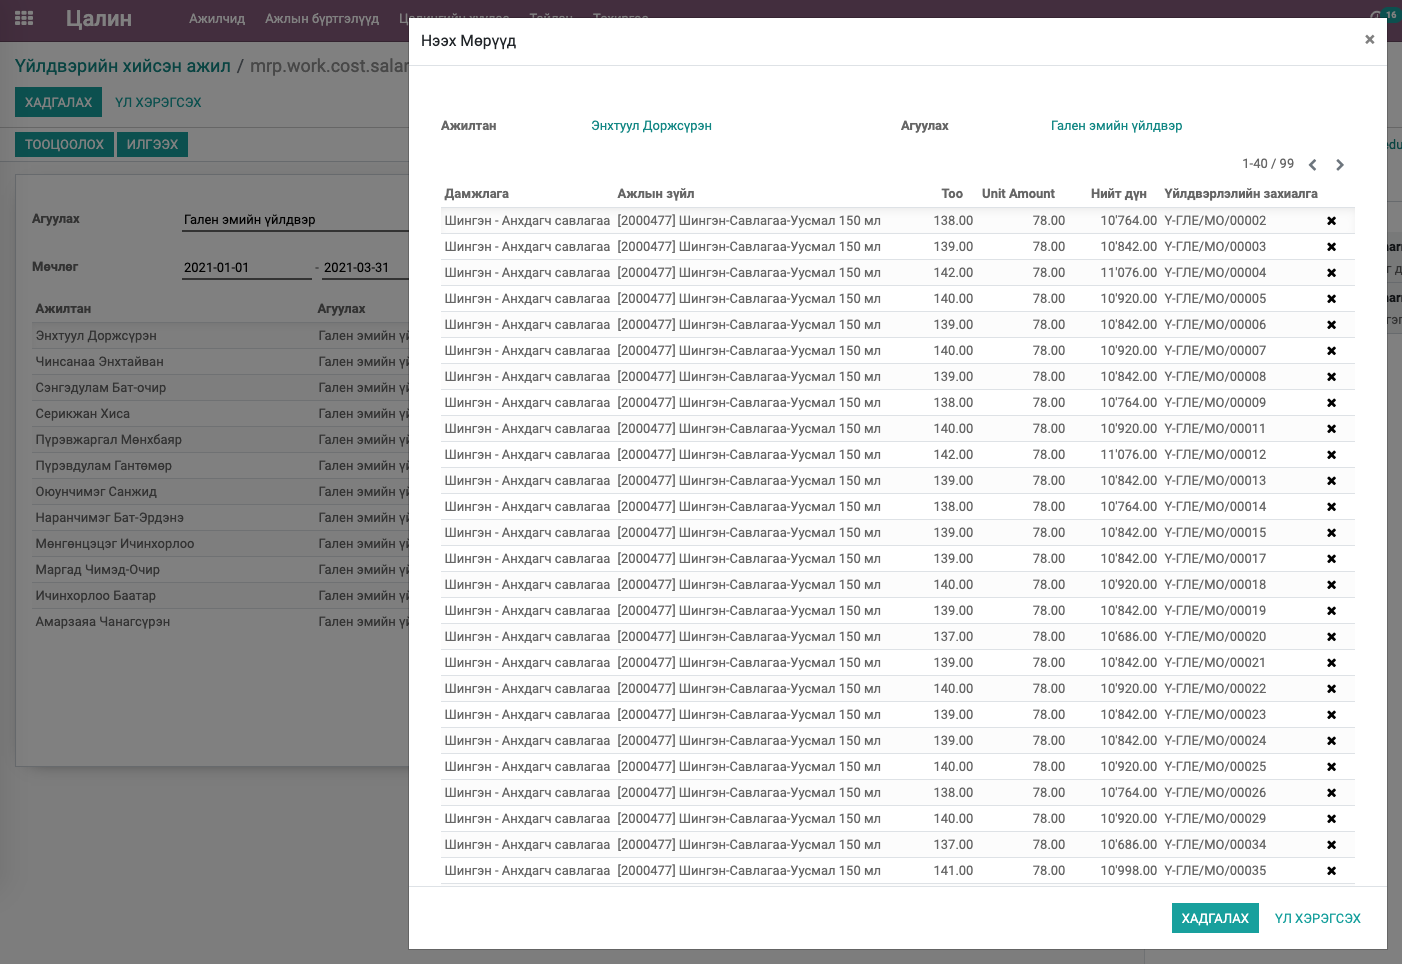 Цалин Ажилчид Ажлын бүртгэлүүд
16
Нээх Мөрүүд ×
Үйлдвэрийн хийсэн ажил / mrp.work.cost.salar
ХАДГАЛАХ ҮЛ ХЭРЭГСЭХ
ТООЦООЛОХ ИЛГЭЭХ
Агуулах Гален эмийн үйлдвэр
Мөчлөг 2021-01-01 - 2021-03-31
Ажилтан Агуулах
Энхтуул Доржсүрэн Гален эмийн үй
Чинсанаа Энхтайван Гален эмийн үй
Сэнгэдулам Бат-очир Гален эмийн үй
Серикжан Хиса Гален эмийн үй
Пүрэвжаргал Мөнхбаяр Гален эмийн үй
Пүрэвдулам Гантөмөр Гален эмийн үй
Оюунчимэг Санжид Гален эмийн үй
Наранчимэг Бат-Эрдэнэ Гален эмийн үй
Мөнгөнцэцэг Ичинхорлоо Гален эмийн үй
Маргад Чимэд-Очир Гален эмийн үй
Ичинхорлоо Баатар Гален эмийн үй
Амарзаяа Чанагсүрэн Гален эмийн үй
Ажилтан Энхтуул Доржсүрэн Агуулах Гален эмийн үйлдвэр
1-40 / 99
Дамжлага Ажлын зүйл Тоо Unit Amount Нийт дүн Үйлдвэрлэлийн захиалга
Шингэн - Анхдагч савлагаа [2000477] Шингэн-Савлагаа-Уусмал 150 мл 138.00 78.00 10'764.00 Ү-ГЛЕ/МО/00002
Шингэн - Анхдагч савлагаа [2000477] Шингэн-Савлагаа-Уусмал 150 мл 139.00 78.00 10'842.00 Ү-ГЛЕ/МО/00003
Шингэн - Анхдагч савлагаа [2000477] Шингэн-Савлагаа-Уусмал 150 мл 142.00 78.00 11'076.00 Ү-ГЛЕ/МО/00004
Шингэн - Анхдагч савлагаа [2000477] Шингэн-Савлагаа-Уусмал 150 мл 140.00 78.00 10'920.00 Ү-ГЛЕ/МО/00005
Шингэн - Анхдагч савлагаа [2000477] Шингэн-Савлагаа-Уусмал 150 мл 139.00 78.00 10'842.00 Ү-ГЛЕ/МО/00006
Шингэн - Анхдагч савлагаа [2000477] Шингэн-Савлагаа-Уусмал 150 мл 140.00 78.00 10'920.00 Ү-ГЛЕ/МО/00007
Шингэн - Анхдагч савлагаа [2000477] Шингэн-Савлагаа-Уусмал 150 мл 139.00 78.00 10'842.00 Ү-ГЛЕ/МО/00008
Шингэн - Анхдагч савлагаа [2000477] Шингэн-Савлагаа-Уусмал 150 мл 138.00 78.00 10'764.00 Ү-ГЛЕ/МО/00009
Шингэн - Анхдагч савлагаа [2000477] Шингэн-Савлагаа-Уусмал 150 мл 140.00 78.00 10'920.00 Ү-ГЛЕ/МО/00011
Шингэн - Анхдагч савлагаа [2000477] Шингэн-Савлагаа-Уусмал 150 мл 142.00 78.00 11'076.00 Ү-ГЛЕ/МО/00012
Шингэн - Анхдагч савлагаа [2000477] Шингэн-Савлагаа-Уусмал 150 мл 139.00 78.00 10'842.00 Ү-ГЛЕ/МО/00013
Шингэн - Анхдагч савлагаа [2000477] Шингэн-Савлагаа-Уусмал 150 мл 138.00 78.00 10'764.00 Ү-ГЛЕ/МО/00014
Шингэн - Анхдагч савлагаа [2000477] Шингэн-Савлагаа-Уусмал 150 мл 139.00 78.00 10'842.00 Ү-ГЛЕ/МО/00015
Шингэн - Анхдагч савлагаа [2000477] Шингэн-Савлагаа-Уусмал 150 мл 139.00 78.00 10'842.00 Ү-ГЛЕ/МО/00017
Шингэн - Анхдагч савлагаа [2000477] Шингэн-Савлагаа-Уусмал 150 мл 140.00 78.00 10'920.00 Ү-ГЛЕ/МО/00018
Шингэн - Анхдагч савлагаа [2000477] Шингэн-Савлагаа-Уусмал 150 мл 139.00 78.00 10'842.00 Ү-ГЛЕ/МО/00019
Шингэн - Анхдагч савлагаа [2000477] Шингэн-Савлагаа-Уусмал 150 мл 137.00 78.00 10'686.00 Ү-ГЛЕ/МО/00020
Шингэн - Анхдагч савлагаа [2000477] Шингэн-Савлагаа-Уусмал 150 мл 139.00 78.00 10'842.00 Ү-ГЛЕ/МО/00021
Шингэн - Анхдагч савлагаа [2000477] Шингэн-Савлагаа-Уусмал 150 мл 140.00 78.00 10'920.00 Ү-ГЛЕ/МО/00022
Шингэн - Анхдагч савлагаа [2000477] Шингэн-Савлагаа-Уусмал 150 мл 139.00 78.00 10'842.00 Ү-ГЛЕ/МО/00023
Шингэн - Анхдагч савлагаа [2000477] Шингэн-Савлагаа-Уусмал 150 мл 139.00 78.00 10'842.00 Ү-ГЛЕ/МО/00024
Шингэн - Анхдагч савлагаа [2000477] Шингэн-Савлагаа-Уусмал 150 мл 140.00 78.00 10'920.00 Ү-ГЛЕ/МО/00025
Шингэн - Анхдагч савлагаа [2000477] Шингэн-Савлагаа-Уусмал 150 мл 138.00 78.00 10'764.00 Ү-ГЛЕ/МО/00026
Шингэн - Анхдагч савлагаа [2000477] Шингэн-Савлагаа-Уусмал 150 мл 140.00 78.00 10'920.00 Ү-ГЛЕ/МО/00029
Шингэн - Анхдагч савлагаа [2000477] Шингэн-Савлагаа-Уусмал 150 мл 137.00 78.00 10'686.00 Ү-ГЛЕ/МО/00034
Шингэн - Анхдагч савлагаа [2000477] Шингэн-Савлагаа-Уусмал 150 мл 141.00 78.00 10'998.00 Ү-ГЛЕ/МО/00035
ХАДГАЛАХ ҮЛ ХЭРЭГСЭХ